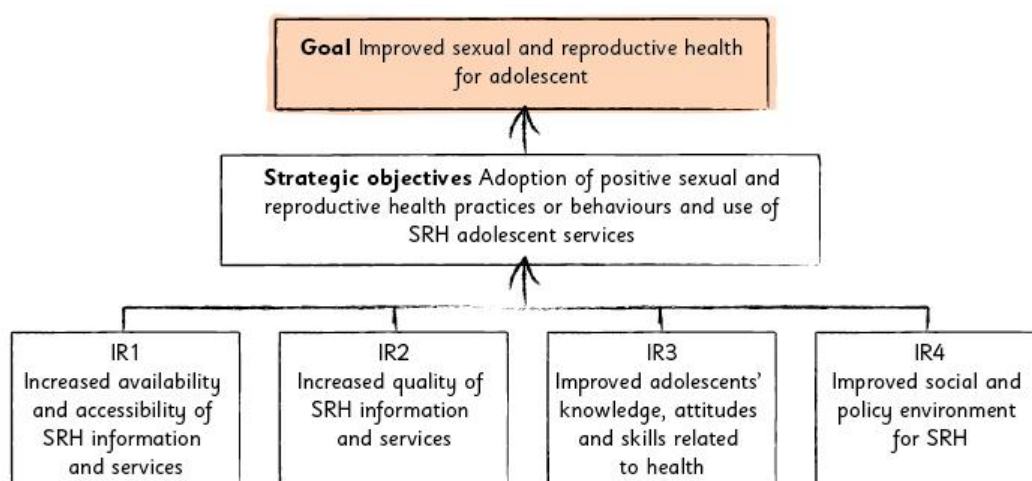 Goal Improved sexual and reproductive health
for adolescent
Strategic objectives Adoption of positive sexual and
reproductive health practices or behaviours and use of
SRH adolescent services
IR1
Increased availability
and accessibility of
SRH information
and services
IR2
Increased quality of
SRH information
and services
IR3
Improved adolescents’
knowledge, attitudes
and skills related
to health
IR4
Improved social and
policy environment
for SRH